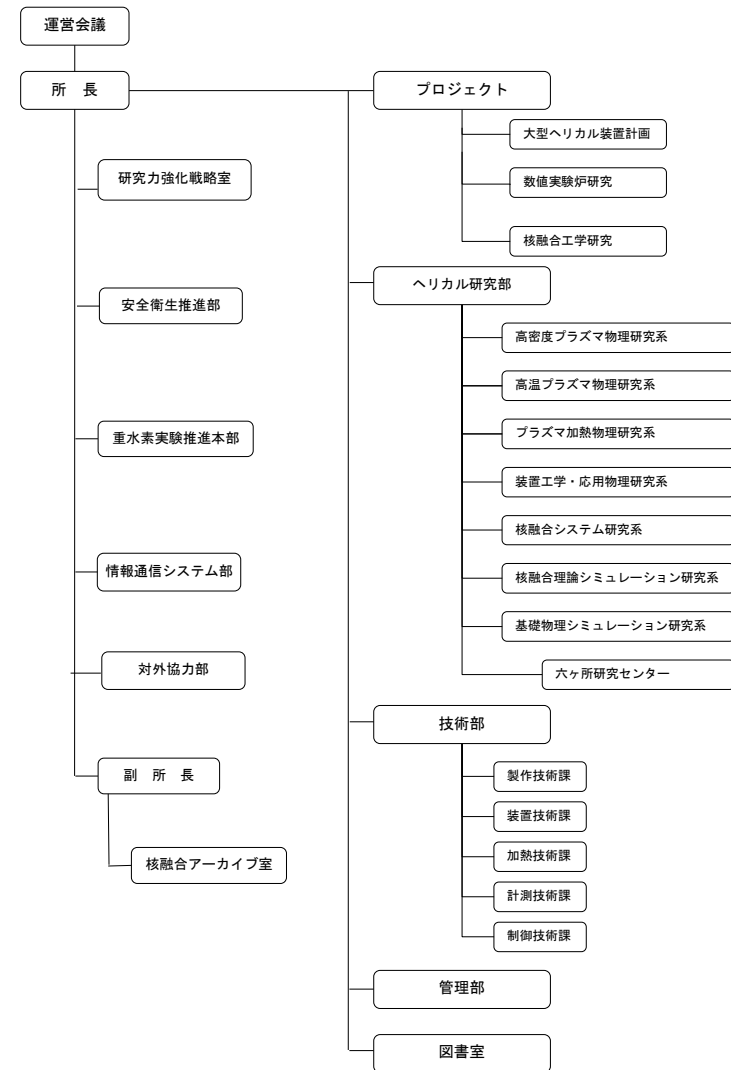 運営会議
所　長
研究力強化戦略室
安全衛生推進部
重水素実験推進本部
情報通信システム部
対外協力部
副　所　長
核融合アーカイブ室
プロジェクト
大型ヘリカル装置計画
数値実験炉研究
核融合工学研究
ヘリカル研究部
高密度プラズマ物理研究系
高温プラズマ物理研究系
プラズマ加熱物理研究系
装置工学・応用物理研究系
核融合システム研究系
核融合理論シミュレーション研究系
基礎物理シミュレーション研究系
六ヶ所研究センター
技術部
製作技術課
装置技術課
加熱技術課
計測技術課
制御技術課
管理部
図書室